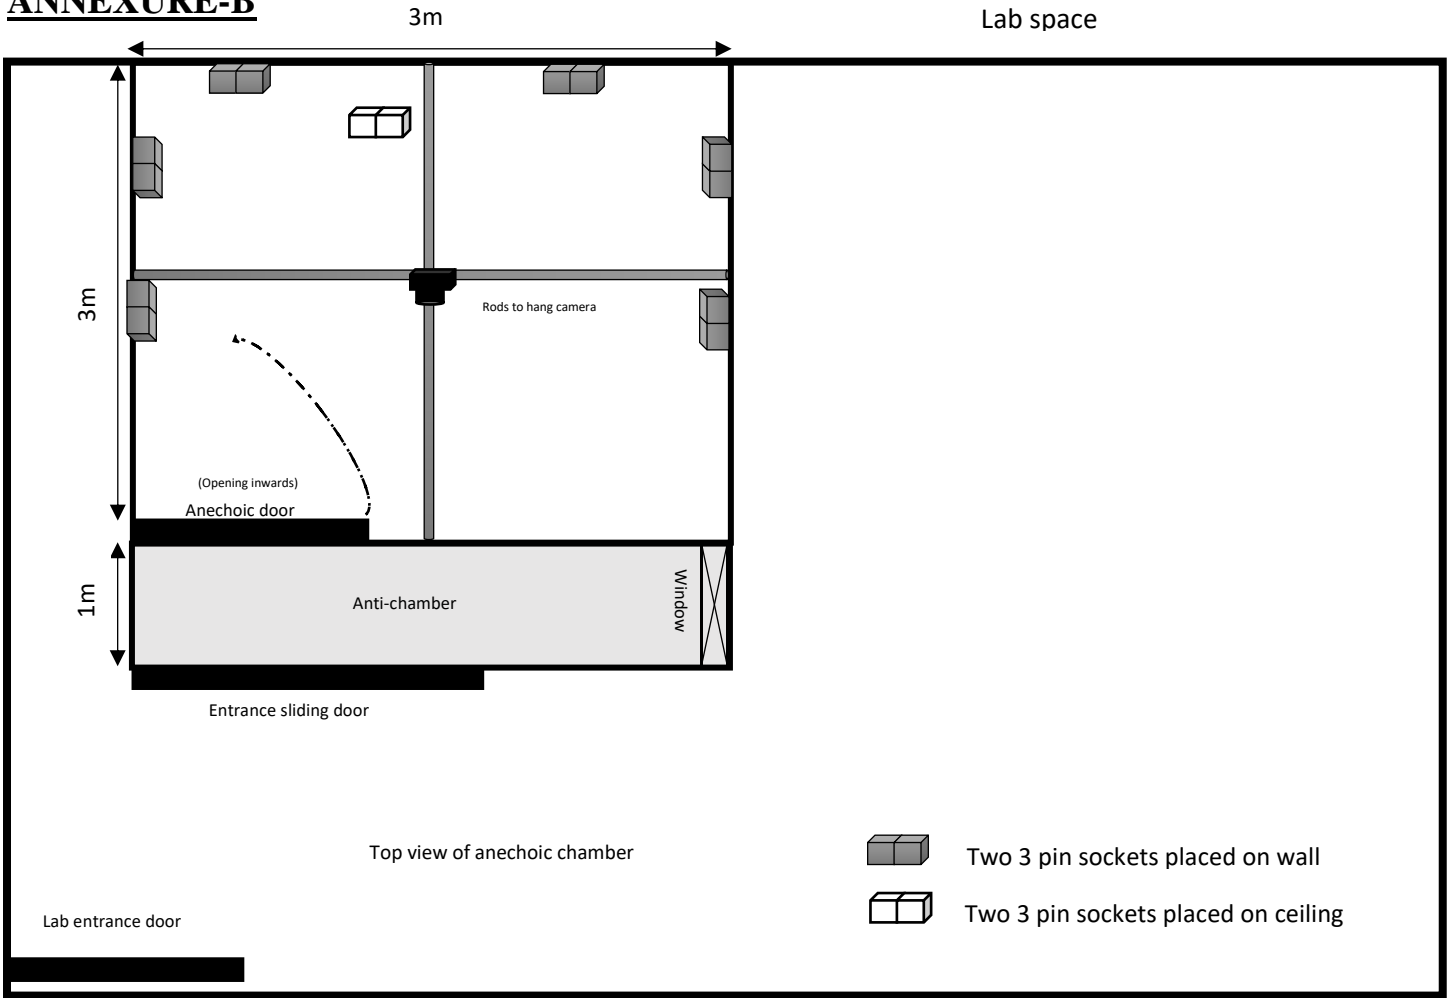 ANNEXURE-B
3m
Lab space
3m
Rods to hang camera
(Opening inwards)
Anechoic door
1m
Anti-chamber
Window
Entrance sliding door
Top view of anechoic chamber
Two 3 pin sockets placed on wall
Two 3 pin sockets placed on ceiling
Lab entrance door